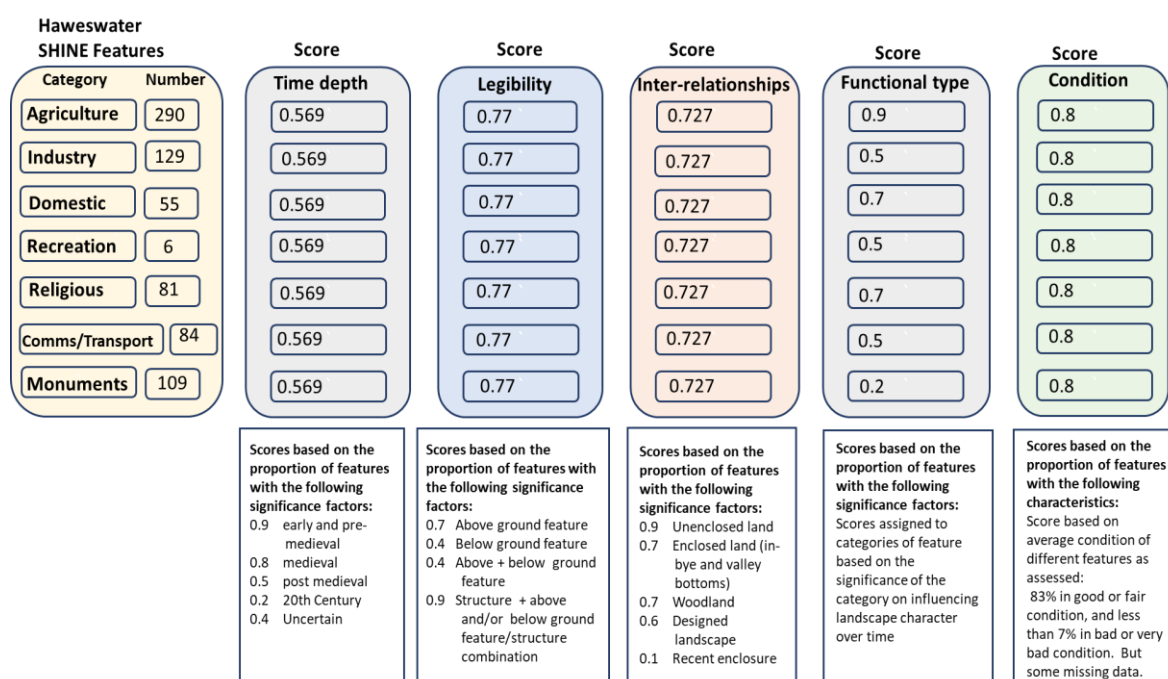 Haweswater
SHINE Features
Score
Score
Score
Score
Score
Category Number
Time depth
Legibility
Inter-relationships
Functional type
Condition
Agriculture 290 0.569 0.77 0.727 0.9 0.8
Industry 129 0.569 0.77 0.727 0.5 0.8
Domestic 55 0.569 0.77 0.727 0.7 0.8
Recreation 6 0.569 0.77 0.727 0.5 0.8
Religious 81 0.569 0.77 0.727 0.7 0.8
Comms/Transport 84 0.569 0.77 0.727 0.5 0.8
Monuments 109 0.569 0.77 0.727 0.2 0.8
Scores based on the
proportion of features
with the following
significance factors:
0.9 early and pre-
medieval
0.8 medieval
0.5 post medieval
0.2 20th Century
0.4 Uncertain
Scores based on the
proportion of features with
the following significance
factors:
0.7 Above ground feature
0.4 Below ground feature
0.4 Above + below ground
feature
0.9 Structure + above
and/or below ground
feature/structure
combination
Scores based on the
proportion of features
with the following
significance factors:
0.9 Unenclosed land
0.7 Enclosed land (in-
bye and valley
bottoms)
0.7 Woodland
0.6 Designed
landscape
0.1 Recent enclosure
Scores based on the
proportion of features
with the following
significance factors:
Scores assigned to
categories of feature
based on the
significance of the
category on influencing
landscape character
over time
Scores based on the
proportion of features
with the following
characteristics:
Score based on
average condition of
different features as
assessed:
83% in good or fair
condition, and less
than 7% in bad or very
bad condition. But
some missing data.